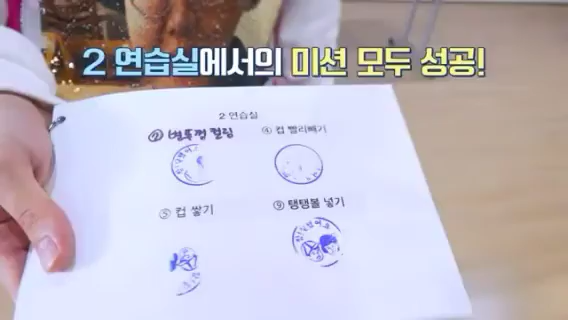 2 연습실에서의 미션 모두 성공!
2 연습실
② 병뚜껑 컬링
④ 컵 빨리빼기
⑤ 컵 쌓기
⑨ 탱탱볼 넣기